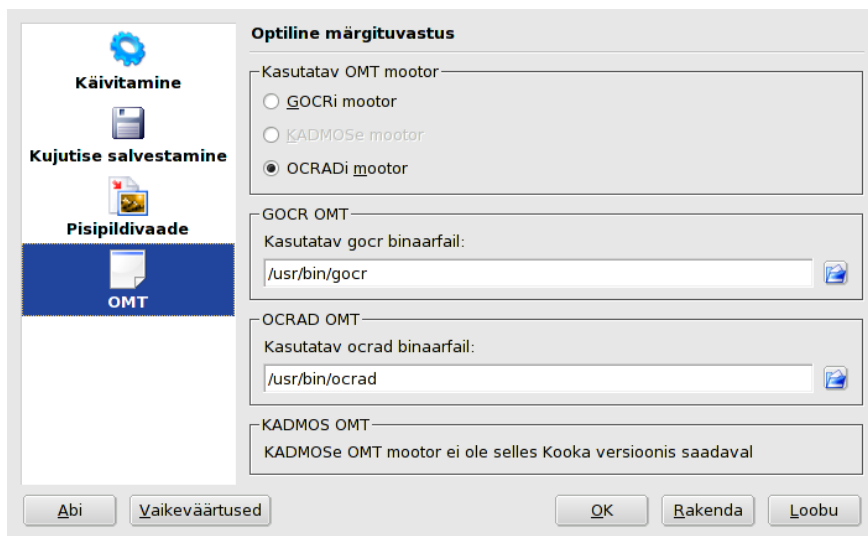 Käivitamine
Kujutise salvestamine
Pisipildivaade
OMT
Optiline märgituvastus
Kasutatav OMT mootor
GOCRi mootor
KADMOSe mootor
OCRADi mootor
GOCR OMT
Kasutatav gocr binaarfail:
/usr/bin/gocr
OCRAD OMT
Kasutatav ocrad binaarfail:
/usr/bin/ocrad
KADMOS OMT
KADMOSe OMT mootor ei ole selles Kooka versioonis saadaval
Abi Vaikeväärtused OK Rakenda Loobu